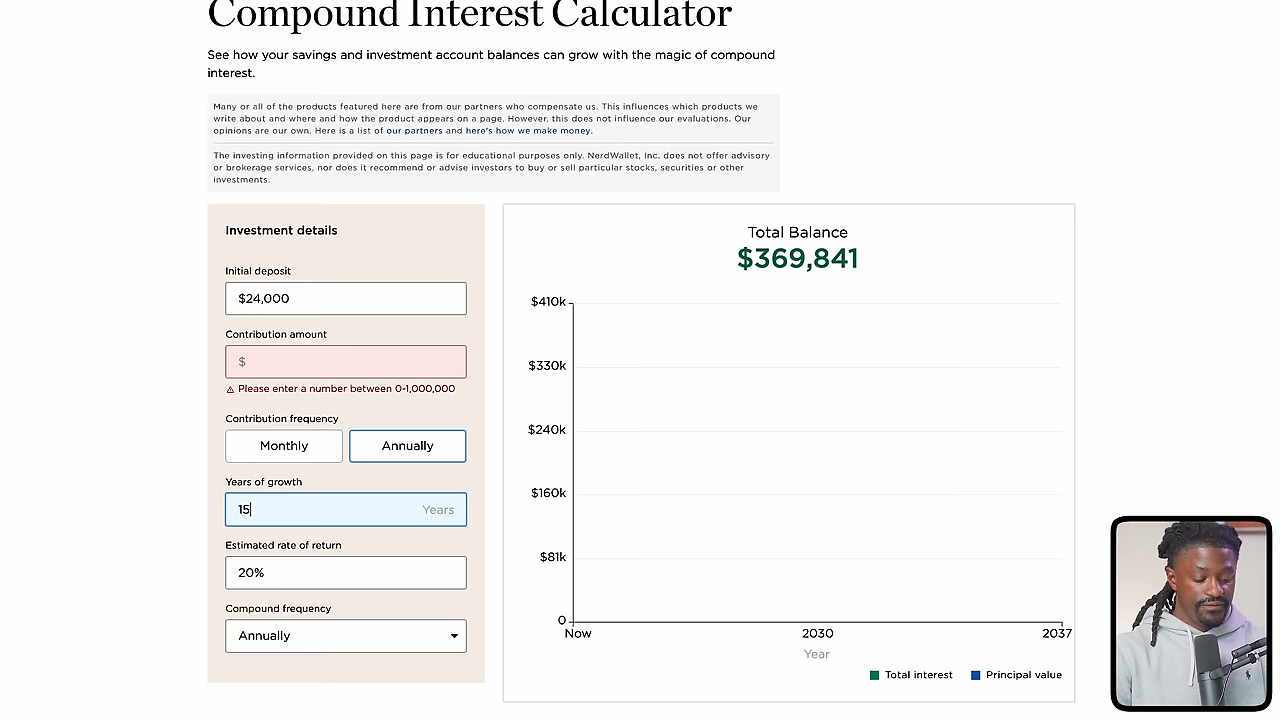 Compound Interest Calculator
See how your savings and investment account balances can grow with the magic of compound
interest.
Many or all of the products featured here are from our partners who compensate us. This influences which products we
write about and where and how the product appears on a page. However, this does not influence our evaluations. Our
opinions are our own. Here is a list of our partners and here's how we make money.
The investing information provided on this page is for educational purposes only. NerdWallet, Inc. does not offer advisory
or brokerage services, nor does it recommend or advise investors to buy or sell particular stocks, securities or other
investments.
Investment details
Initial deposit
$24,000
Contribution amount
$
Please enter a number between 0-1,000,000
Contribution frequency
Monthly Annually
Years of growth
15 Years
Estimated rate of return
20%
Compound frequency
Annually
Total Balance
$369,841
$410k
$330k
$240k
$160k
$81k
0
Now 2030 2037
Year
Total interest Principal value